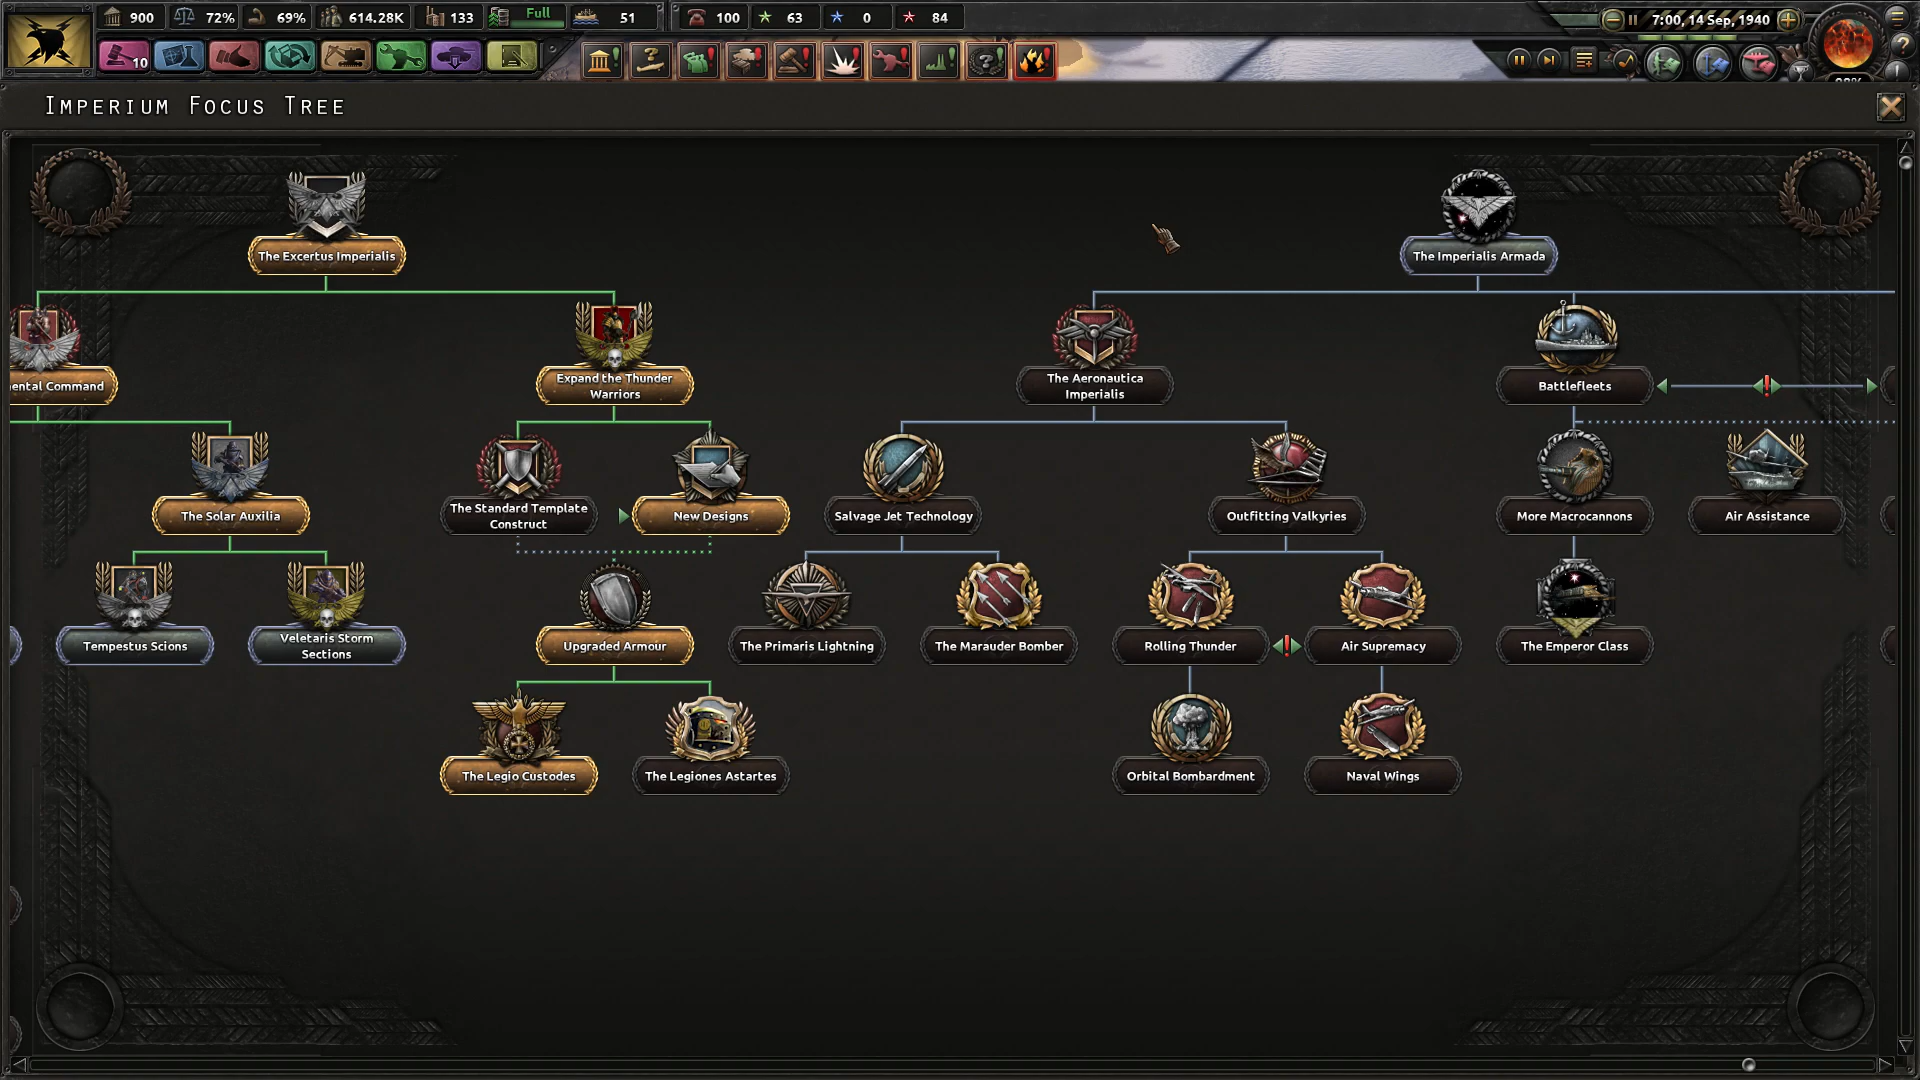 900
72%
69%
614.28K
133
Full
51
100
63
0
84
7:00, 14 Sep, 1940
10
Imperium Focus Tree
The Excertus Imperialis
The Imperialis Armada
ental Command
Expand the Thunder
Warriors
The Aeronautica
Imperialis
Battlefleets
The Solar Auxilia
The Standard Template
Construct
New Designs
Salvage Jet Technology
Outfitting Valkyries
More Macrocannons
Air Assistance
Tempestus Scions
Veletaris Storm
Sections
Upgraded Armour
The Primaris Lightning
The Marauder Bomber
Rolling Thunder
Air Supremacy
The Emperor Class
The Legio Custodes
The Legiones Astartes
Orbital Bombardment
Naval Wings